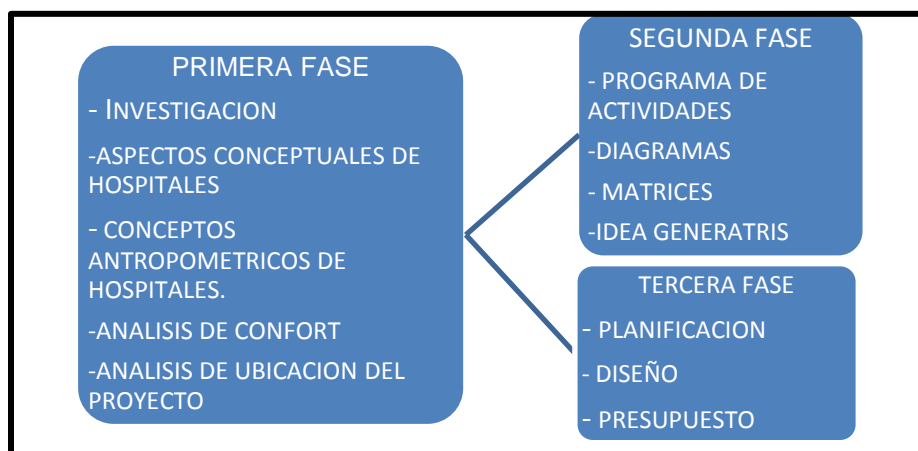 PRIMERA FASE
- INVESTIGACION
-ASPECTOS CONCEPTUALES DE
HOSPITALES
- CONCEPTOS
ANTROPOMETRICOS DE
HOSPITALES.
-ANALISIS DE CONFORT
-ANALISIS DE UBICACION DEL
PROYECTO
SEGUNDA FASE
- PROGRAMA DE
ACTIVIDADES
-DIAGRAMAS
- MATRICES
-IDEA GENERATRIS
TERCERA FASE
- PLANIFICACION
- DISEÑO
- PRESUPUESTO